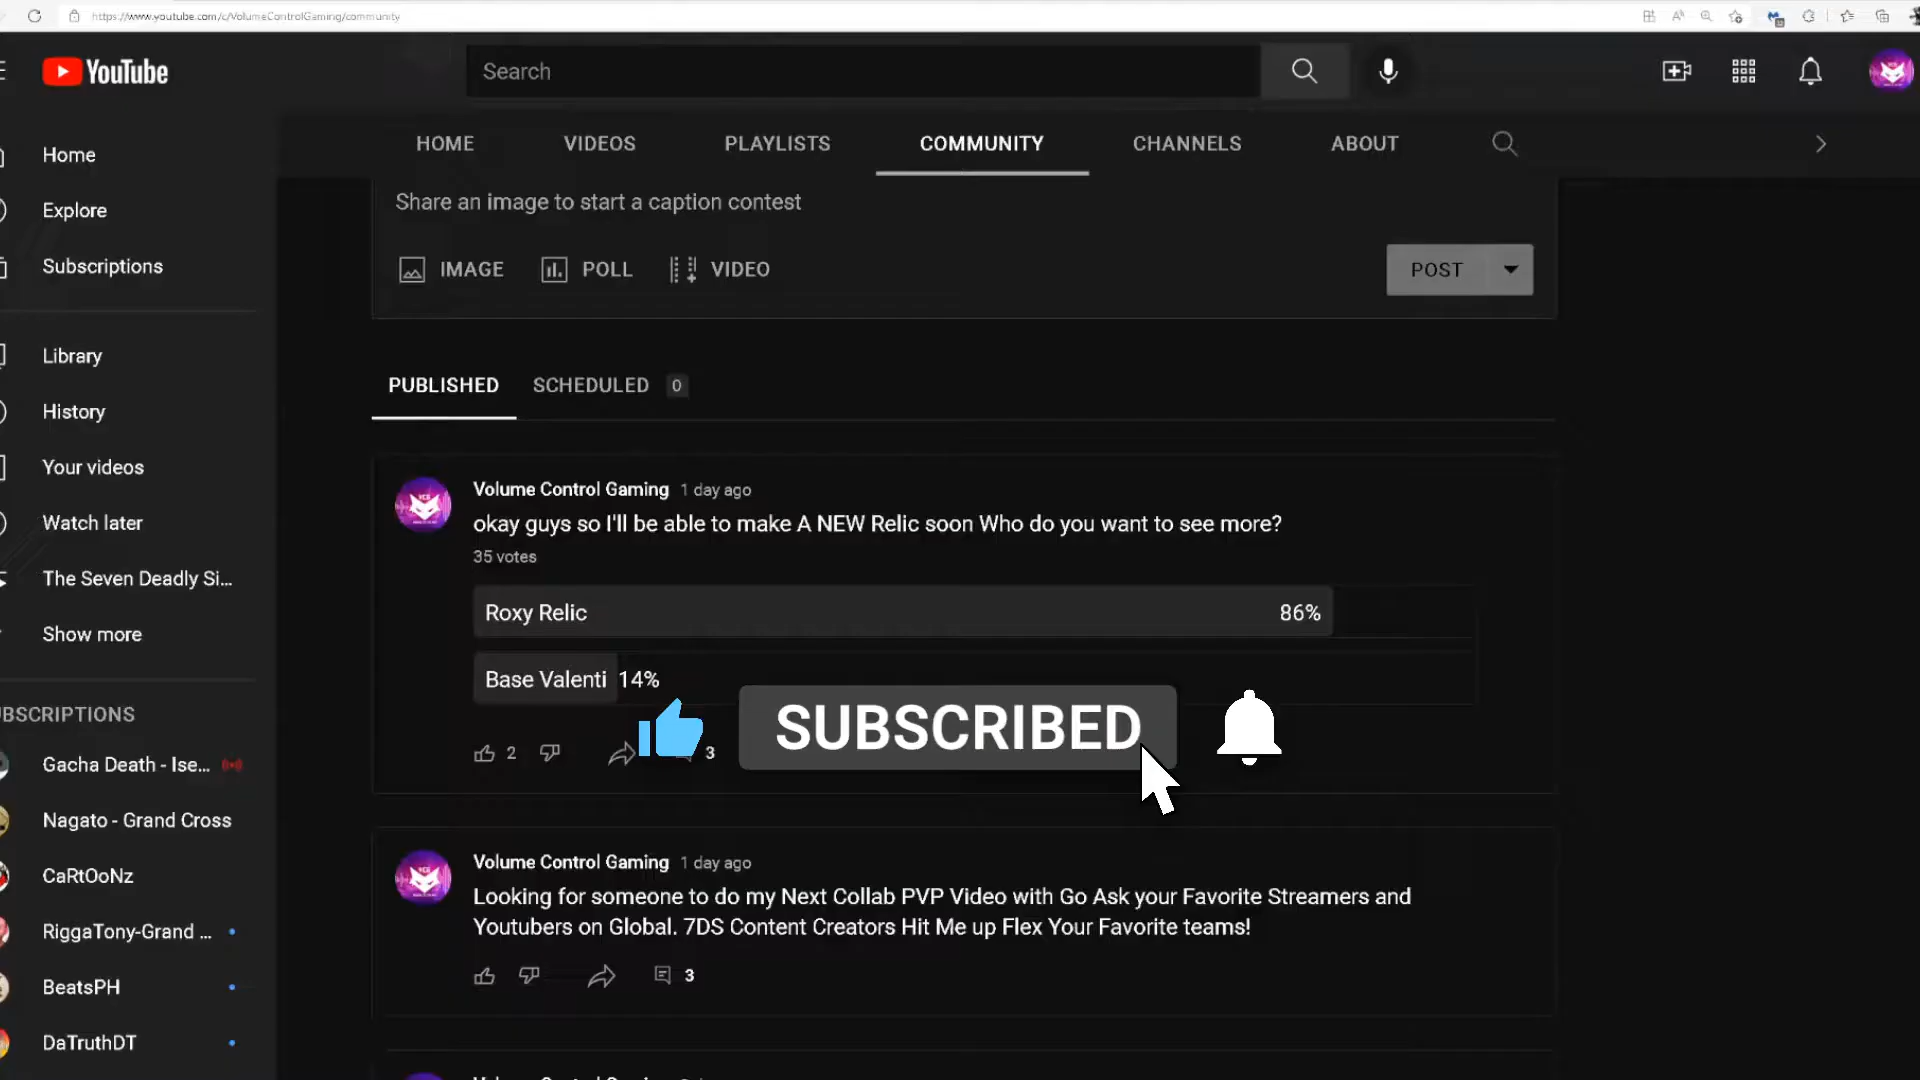 https://www.youtube.com/c/VolumeControlGaming/community
YouTube
Search
HOME
VIDEOS
PLAYLISTS
COMMUNITY
CHANNELS
ABOUT
Home
Explore
Subscriptions
Library
History
Your videos
Watch later
The Seven Deadly Si...
Show more
BSCRIPTIONS
Gacha Death - Ise...
Nagato - Grand Cross
CaRtOoNz
RiggaTony-Grand ...
BeatsPH
DaTruthDT
Share an image to start a caption contest
IMAGE
POLL
VIDEO
POST
PUBLISHED
SCHEDULED 0
Volume Control Gaming 1 day ago
okay guys so I'll be able to make A NEW Relic soon Who do you want to see more?
35 votes
Roxy Relic 86%
Base Valenti 14%
2
3
SUBSCRIBED
Volume Control Gaming 1 day ago
Looking for someone to do my Next Collab PVP Video with Go Ask your Favorite Streamers and
Youtubers on Global. 7DS Content Creators Hit Me up Flex Your Favorite teams!
3